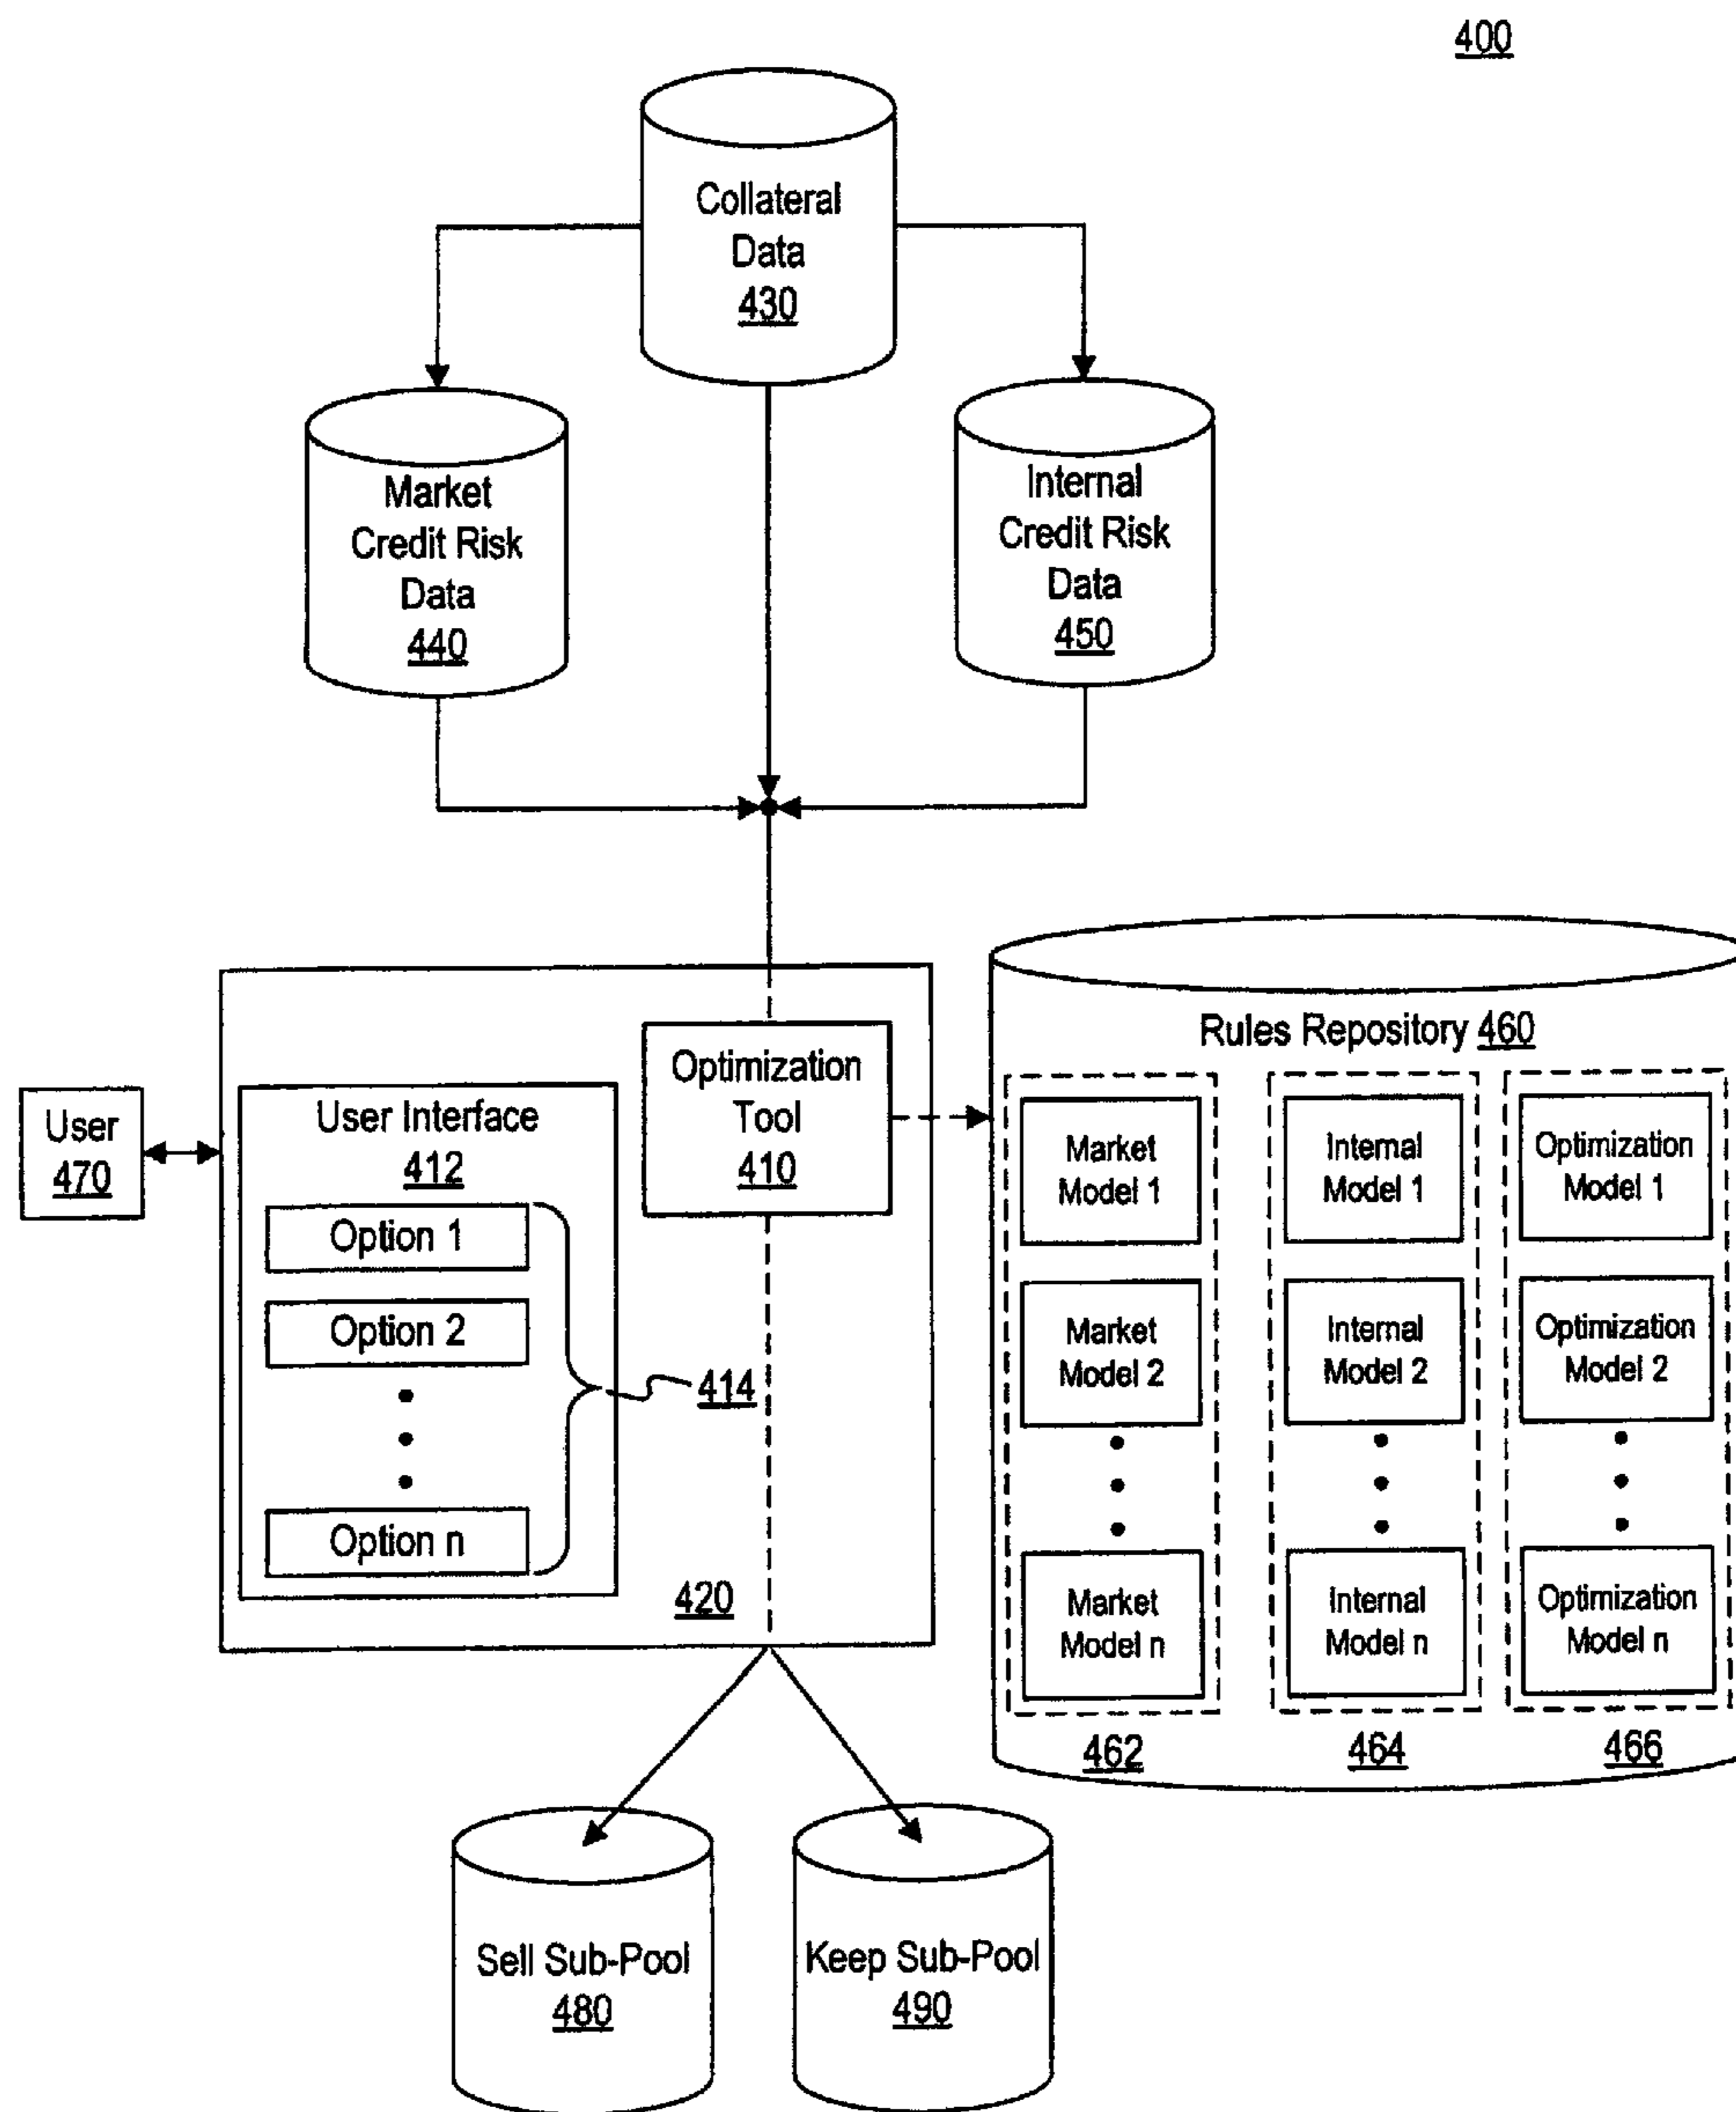 400
Collateral
Data
430
Market
Credit Risk
Data
440
Internal
Credit Risk
Data
450
Rules Repository 460
Optimization
Tool
410
User
470
User Interface
412
Option 1
Option 2
Option n
414
420
Market
Model 1
Market
Model 2
Market
Model n
462
Internal
Model 1
Internal
Model 2
Internal
Model n
464
Optimization
Model 1
Optimization
Model 2
Optimization
Model n
466
Sell Sub-Pool
480
Keep Sub-Pool
490